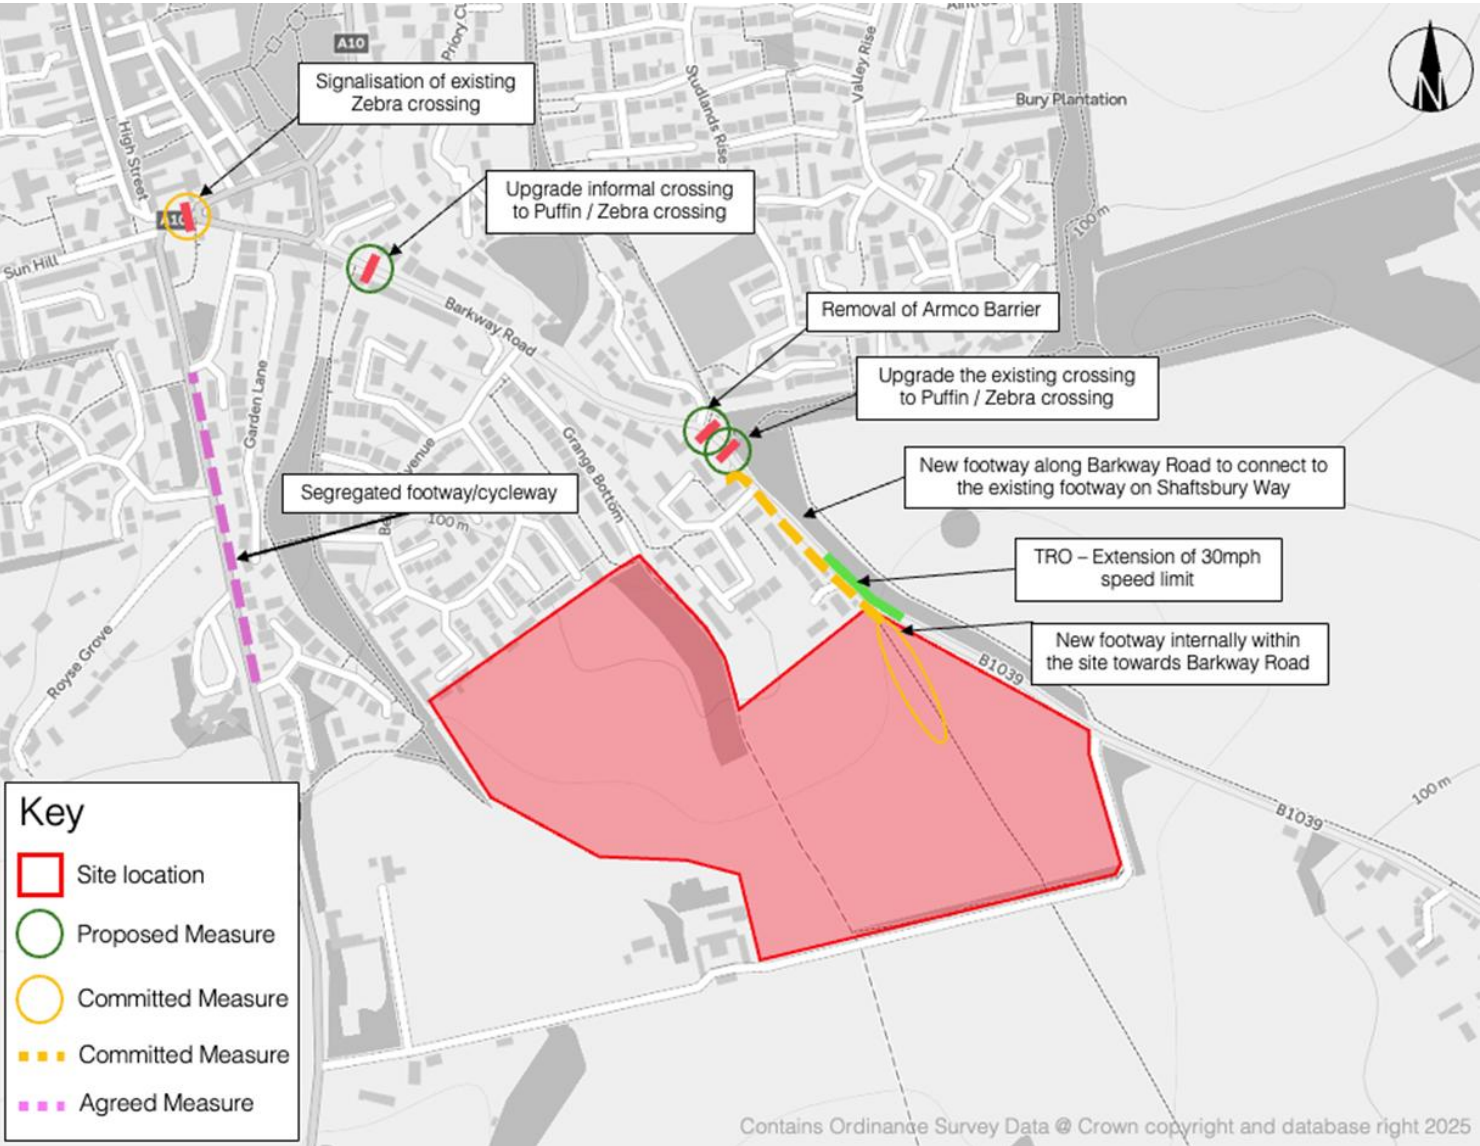 A10
Priory
Aintree
Signalisation of existing
Zebra crossing
Studlands Rise
Valley Rise
Bury Plantation
N
High Street
Upgrade informal crossing
to Puffin / Zebra crossing
A10
100 m
Sun Hill
Barkway Road
Removal of Armco Barrier
Upgrade the existing crossing
to Puffin / Zebra crossing
Garden Lane
Grange Bottom
New footway along Barkway Road to connect to
the existing footway on Shaftsbury Way
Segregated footway/cycleway
100 m
TRO – Extension of 30mph
speed limit
Royse Grove
New footway internally within
the site towards Barkway Road
B1039
Key
100 m
B1039
Site location
Proposed Measure
Committed Measure
Committed Measure
Agreed Measure
Contains Ordinance Survey Data @ Crown copyright and database right 2025